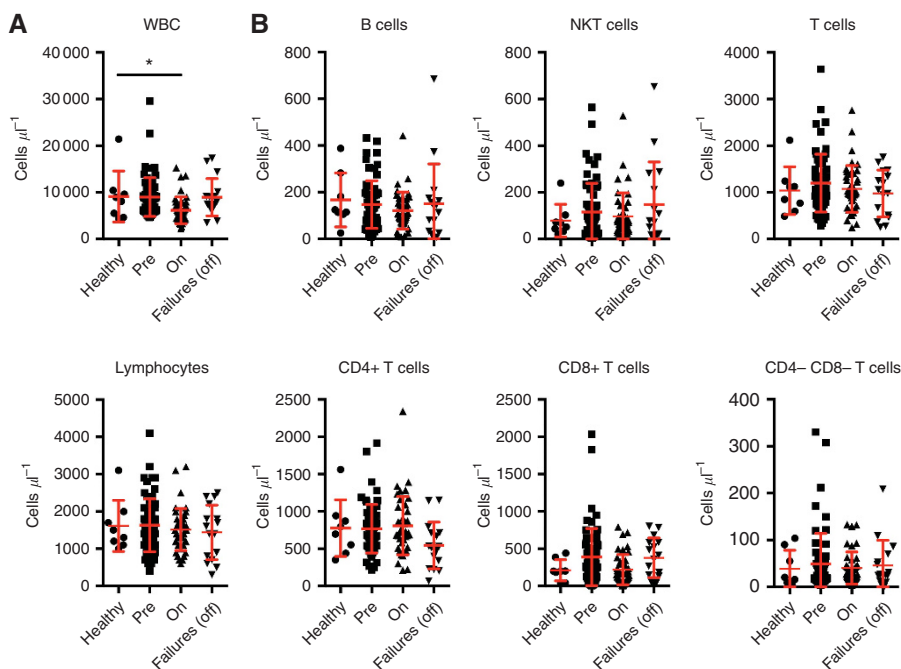 A
WBC
40 000
30 000
20 000
10 000
0
Cells μl⁻¹
*
Healthy
Pre
On
Failures (off)
B
B cells
800
600
400
200
0
Cells μl⁻¹
Healthy
Pre
On
Failures (off)
NKT cells
800
600
400
200
0
Cells μl⁻¹
Healthy
Pre
On
Failures (off)
T cells
4000
3000
2000
1000
0
Cells μl⁻¹
Healthy
Pre
On
Failures (off)
Lymphocytes
5000
4000
3000
2000
1000
0
Cells μl⁻¹
Healthy
Pre
On
Failures (off)
CD4+ T cells
2500
2000
1500
1000
500
0
Cells μl⁻¹
Healthy
Pre
On
Failures (off)
CD8+ T cells
2500
2000
1500
1000
500
0
Cells μl⁻¹
Healthy
Pre
On
Failures (off)
CD4– CD8– T cells
400
300
200
100
0
Cells μl⁻¹
Healthy
Pre
On
Failures (off)